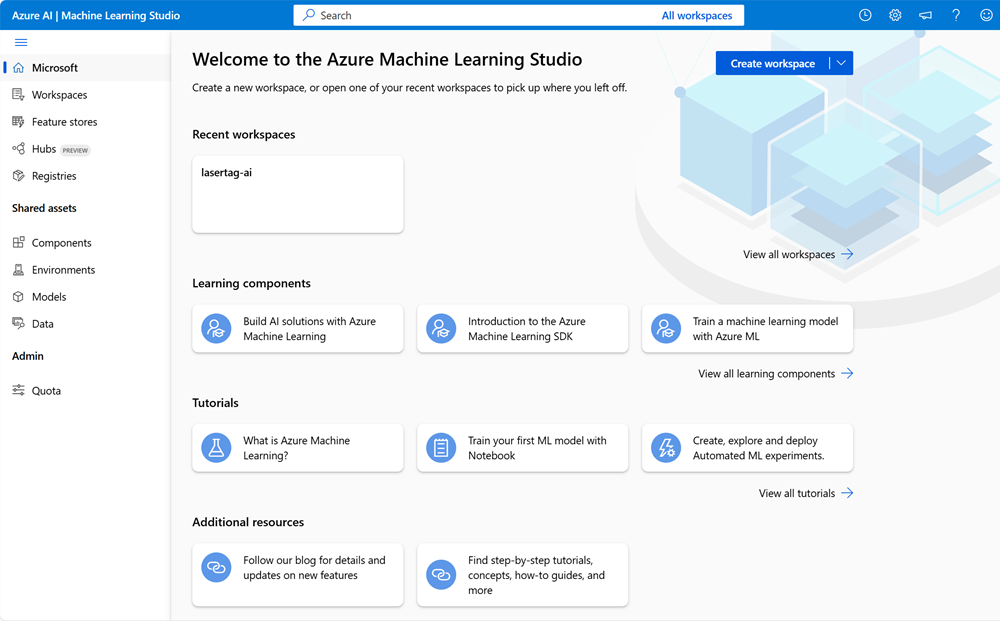 Azure AI | Machine Learning Studio
Search
All workspaces
?
Microsoft
Workspaces
Feature stores
Hubs PREVIEW
Registries
Shared assets
Components
Environments
Models
Data
Admin
Quota
Welcome to the Azure Machine Learning Studio
Create workspace
Create a new workspace, or open one of your recent workspaces to pick up where you left off.
Recent workspaces
lasertag-ai
View all workspaces
Learning components
Build AI solutions with Azure
Machine Learning
Introduction to the Azure
Machine Learning SDK
Train a machine learning model
with Azure ML
View all learning components
Tutorials
What is Azure Machine
Learning?
Train your first ML model with
Notebook
Create, explore and deploy
Automated ML experiments.
View all tutorials
Additional resources
Follow our blog for details and
updates on new features
Find step-by-step tutorials,
concepts, how-to guides, and
more